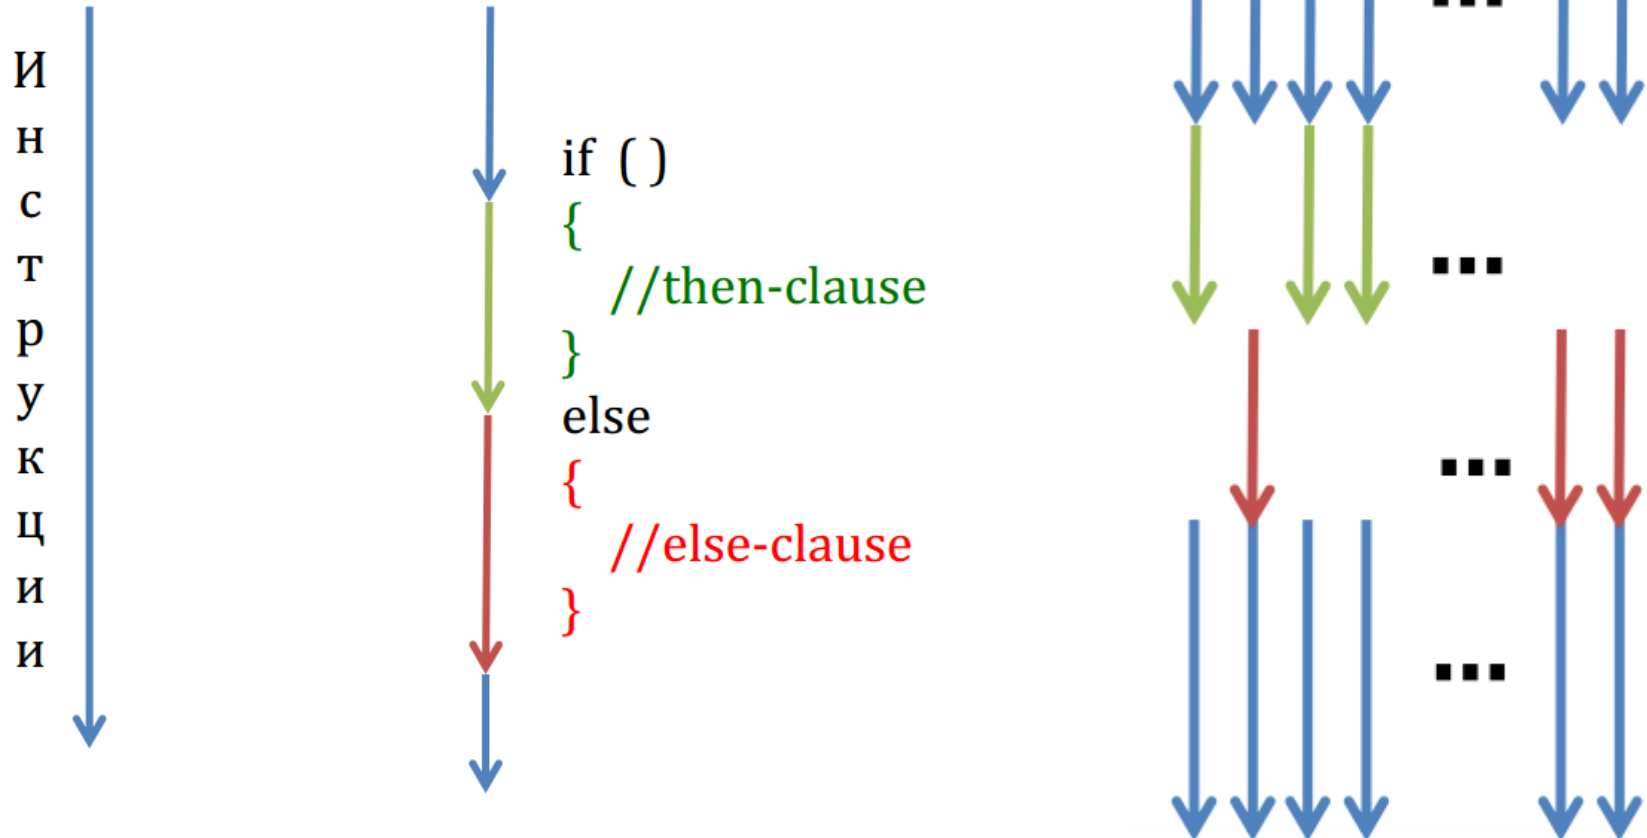 Инструкции
if ( )
{
//then-clause
}
else
{
//else-clause
}
...
...
...
...